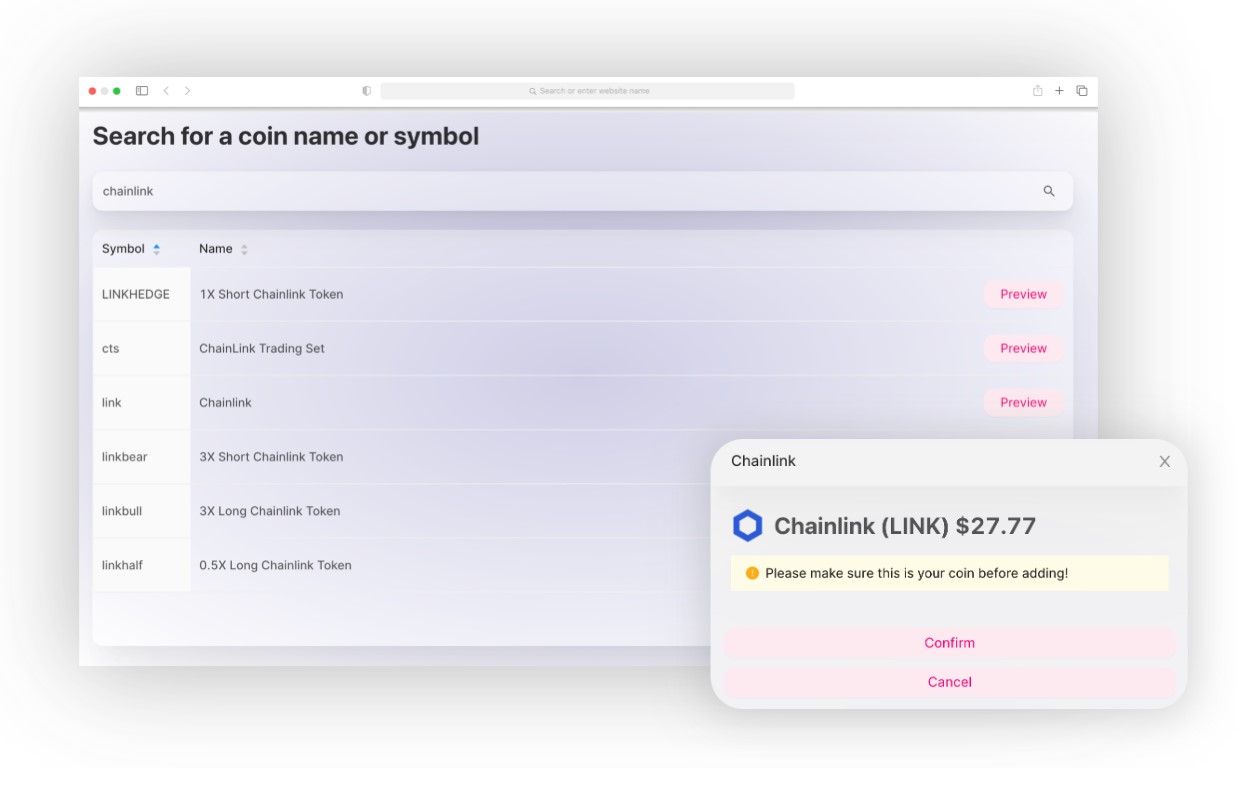 Search or enter website name
Search for a coin name or symbol
chainlink
Symbol Name
LINKHEDGE 1X Short Chainlink Token Preview
cts ChainLink Trading Set Preview
link Chainlink Preview
linkbear 3X Short Chainlink Token
linkbull 3X Long Chainlink Token
linkhalf 0.5X Long Chainlink Token
Chainlink X
Chainlink (LINK) $27.77
Please make sure this is your coin before adding!
Confirm
Cancel